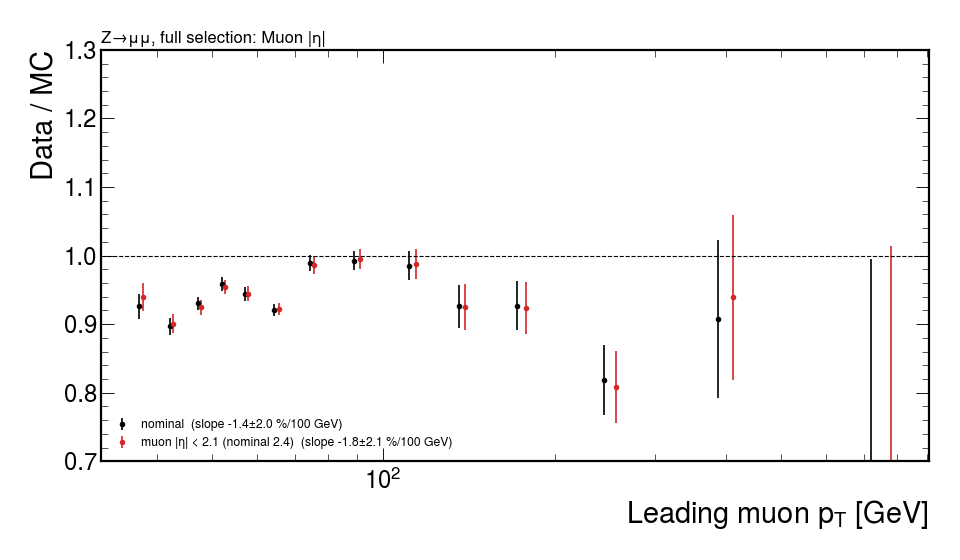 Z→μμ, full selection: Muon |η|
Data / MC
1.3
1.2
1.1
1.0
0.9
0.8
0.7
nominal (slope -1.4±2.0 %/100 GeV)
muon |η| < 2.1 (nominal 2.4) (slope -1.8±2.1 %/100 GeV)
10²
Leading muon p_T [GeV]